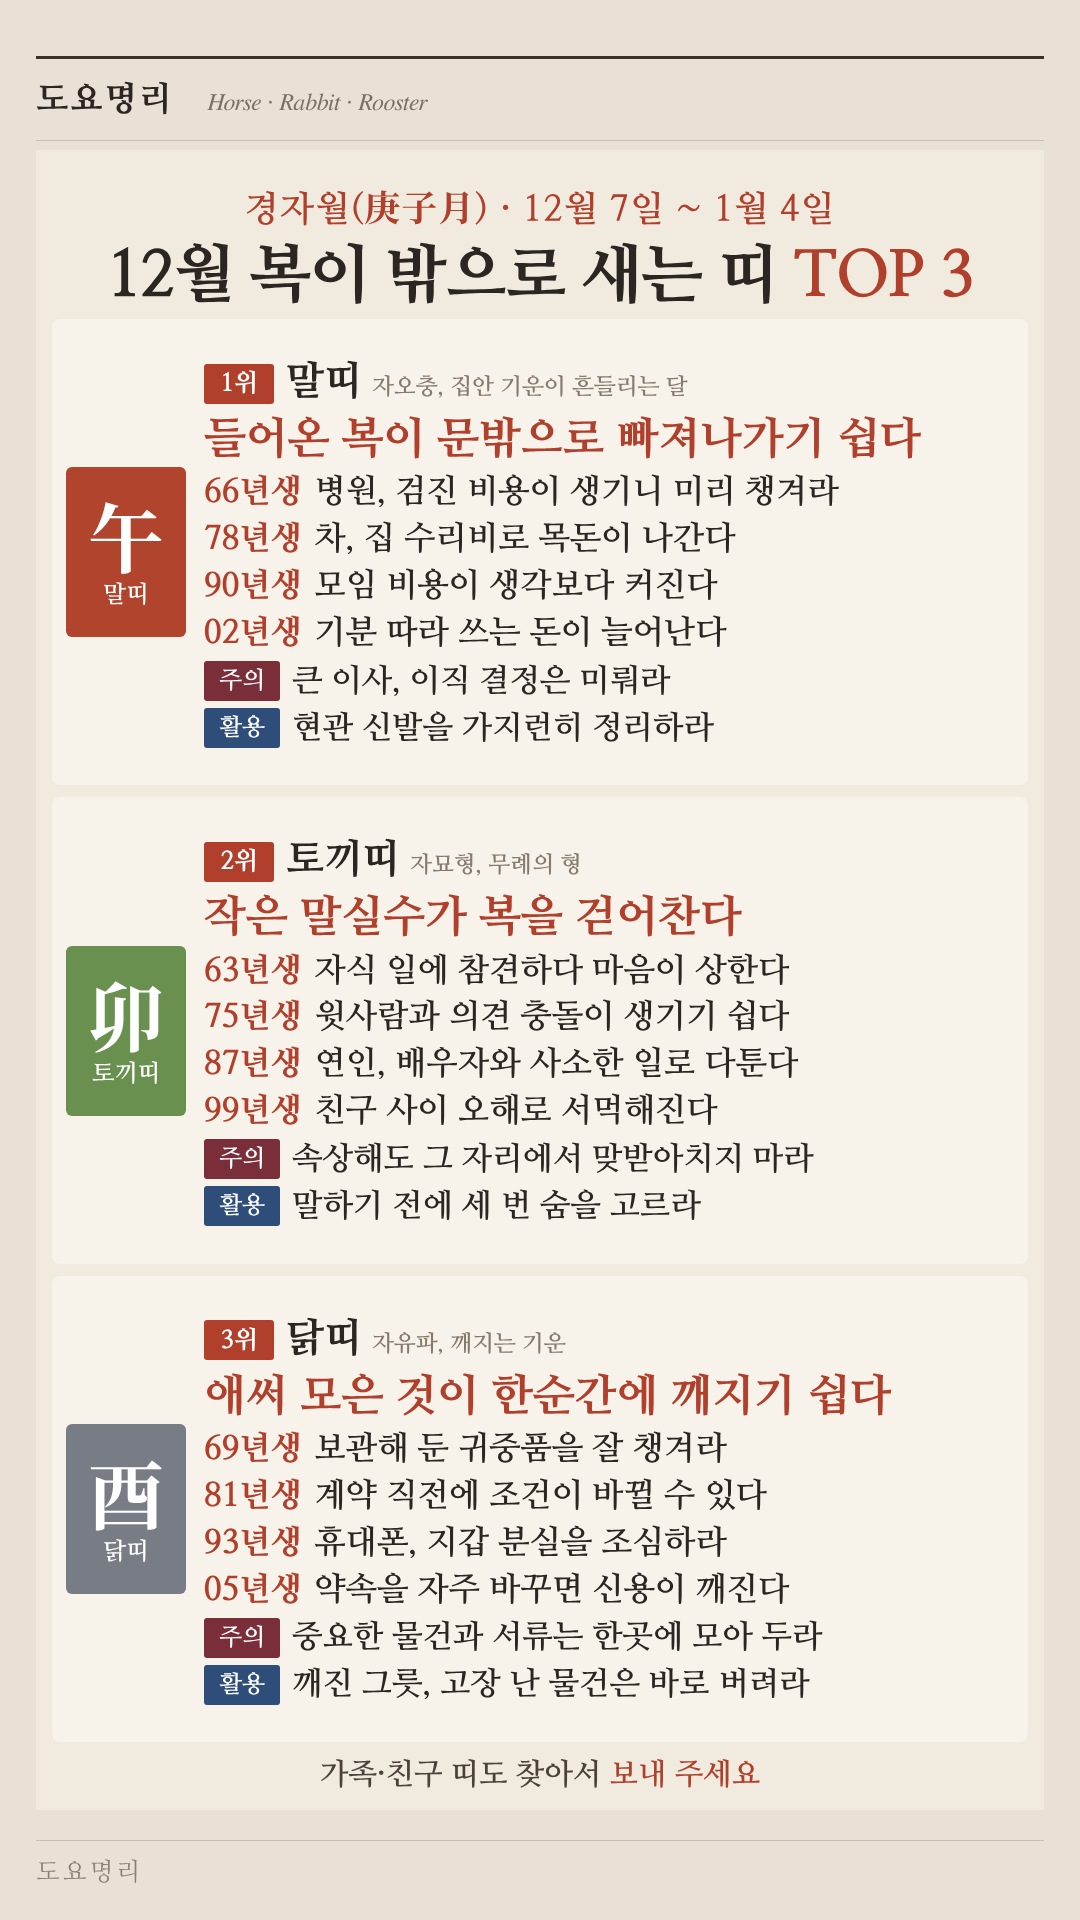 도요명리 Horse · Rabbit · Rooster
경자월(庚子月) · 12월 7일 ~ 1월 4일
12월 복이 밖으로 새는 띠 TOP 3
午
말띠
1위 말띠 자오충, 집안 기운이 흔들리는 달
들어온 복이 문밖으로 빠져나가기 쉽다
66년생 병원, 검진 비용이 생기니 미리 챙겨라
78년생 차, 집 수리비로 목돈이 나간다
90년생 모임 비용이 생각보다 커진다
02년생 기분 따라 쓰는 돈이 늘어난다
주의 큰 이사, 이직 결정은 미뤄라
활용 현관 신발을 가지런히 정리하라
卯
토끼띠
2위 토끼띠 자묘형, 무례의 형
작은 말실수가 복을 걷어찬다
63년생 자식 일에 참견하다 마음이 상한다
75년생 윗사람과 의견 충돌이 생기기 쉽다
87년생 연인, 배우자와 사소한 일로 다툰다
99년생 친구 사이 오해로 서먹해진다
주의 속상해도 그 자리에서 맞받아치지 마라
활용 말하기 전에 세 번 숨을 고르라
酉
닭띠
3위 닭띠 자유파, 깨지는 기운
애써 모은 것이 한순간에 깨지기 쉽다
69년생 보관해 둔 귀중품을 잘 챙겨라
81년생 계약 직전에 조건이 바뀔 수 있다
93년생 휴대폰, 지갑 분실을 조심하라
05년생 약속을 자주 바꾸면 신용이 깨진다
주의 중요한 물건과 서류는 한곳에 모아 두라
활용 깨진 그릇, 고장 난 물건은 바로 버려라
가족·친구 띠도 찾아서 보내 주세요
도요명리